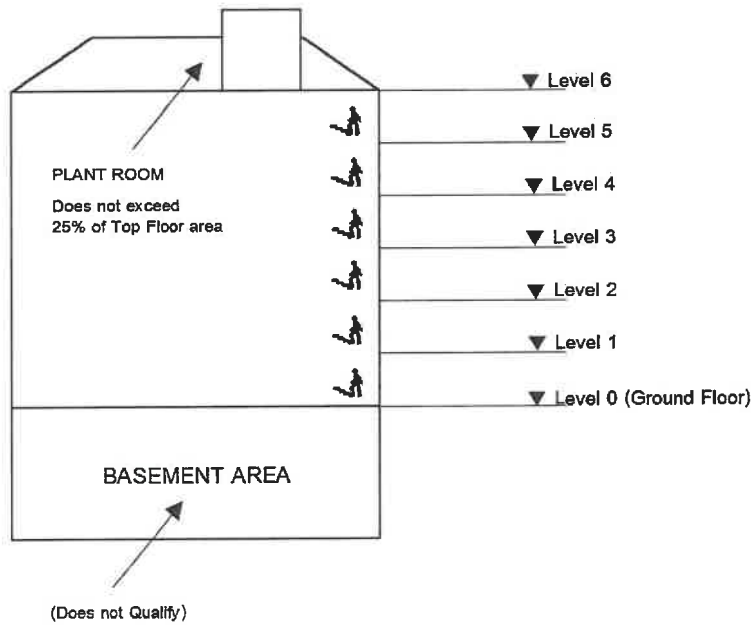 Level 6
Level 5
PLANT ROOM
Does not exceed
25% of Top Floor area
Level 4
Level 3
Level 2
Level 1
Level 0 (Ground Floor)
BASEMENT AREA
(Does not Qualify)